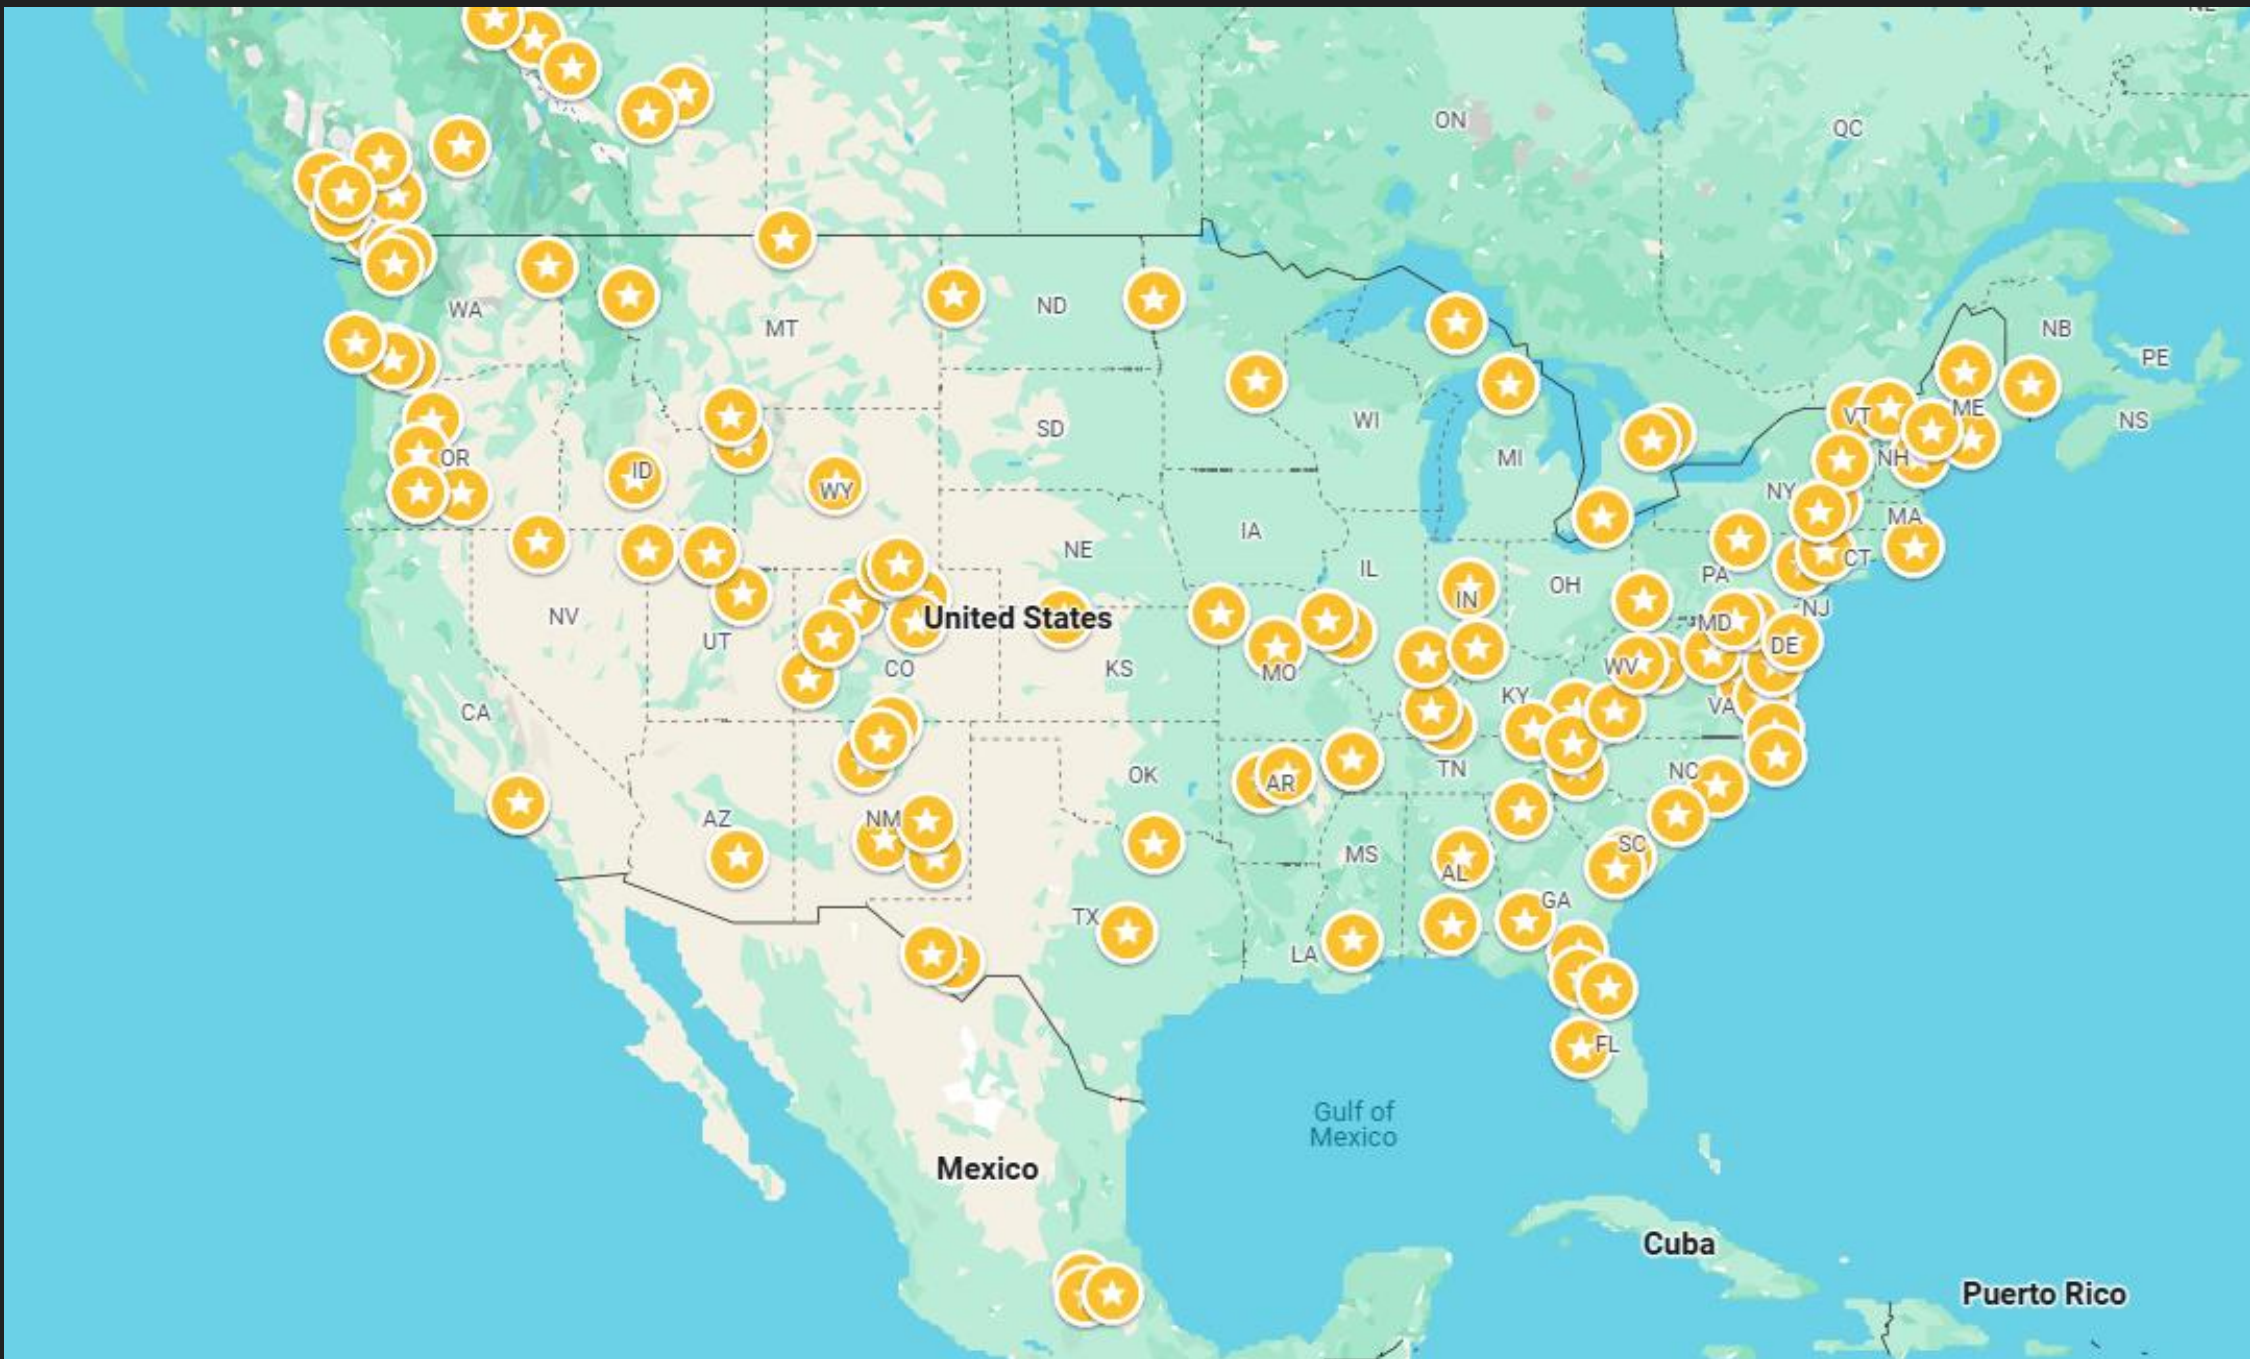 ON
QC
NB
PE
NS
WA
MT
ND
ME
VT
OR
ID
WY
SD
WI
MI
NH
NY
MA
CT
NE
IA
IL
IN
OH
PA
NJ
NV
UT
United States
CO
KS
MO
MD
DE
WV
KY
VA
CA
AZ
NM
OK
AR
TN
NC
MS
AL
SC
GA
TX
LA
FL
Gulf of
Mexico
Mexico
Cuba
Puerto Rico